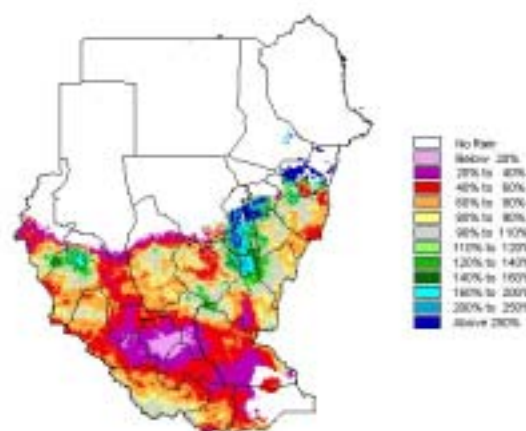 No Rain
Below 20%
20% to 40%
40% to 60%
60% to 80%
80% to 90%
90% to 110%
110% to 120%
120% to 140%
140% to 160%
160% to 200%
200% to 250%
Above 250%